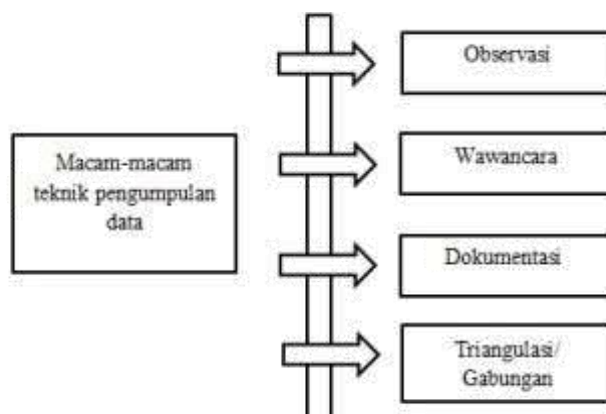 Macam-macam
teknik pengumpulan
data
Observasi
Wawancara
Dokumentasi
Triangulasi/
Gabungan